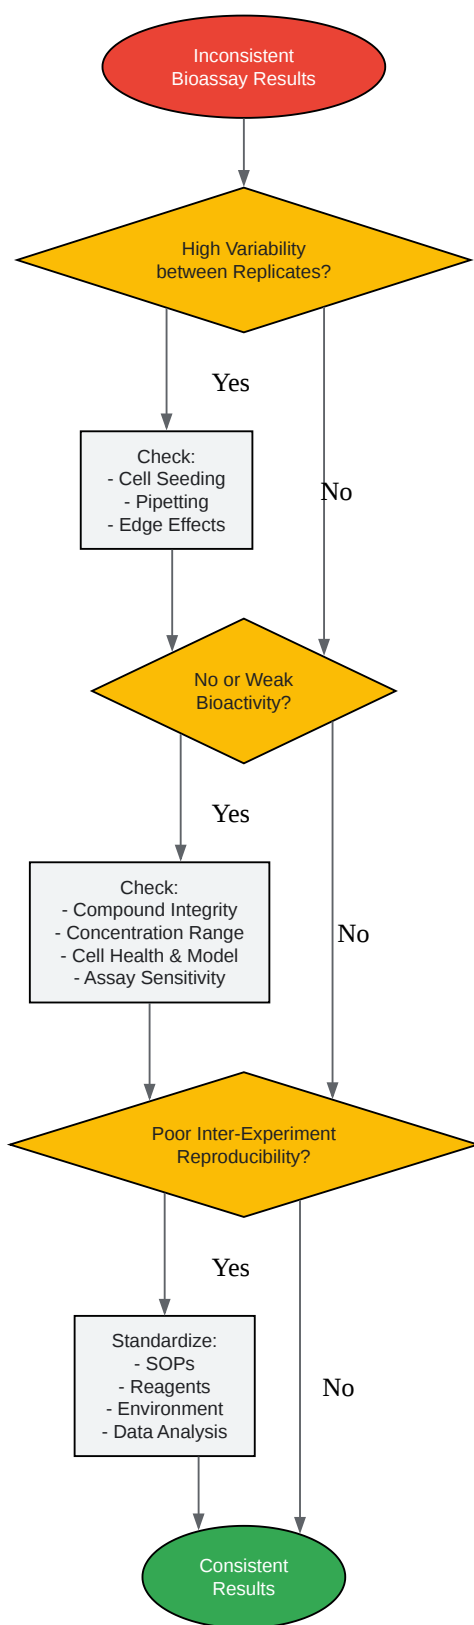 Inconsistent
Bioassay Results
High Variability
between Replicates?
Yes
Check:
- Cell Seeding
- Pipetting
- Edge Effects
No
No or Weak
Bioactivity?
Yes
Check:
- Compound Integrity
- Concentration Range
- Cell Health & Model
- Assay Sensitivity
No
Poor Inter-Experiment
Reproducibility?
Yes
Standardize:
- SOPs
- Reagents
- Environment
- Data Analysis
No
Consistent
Results